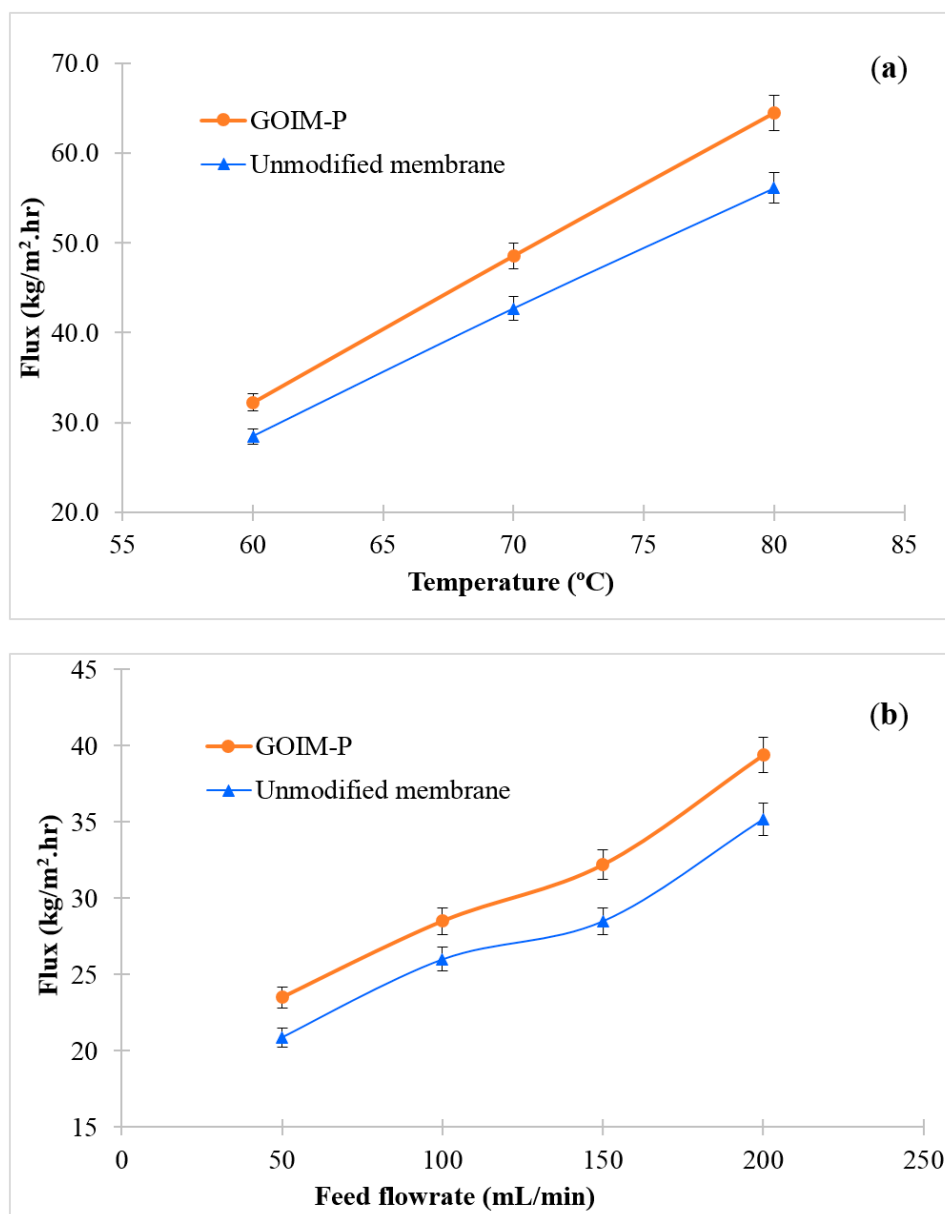 (a)
70.0
60.0
50.0
40.0
30.0
20.0
Flux (kg/m².hr)
GOIM-P
Unmodified membrane
55 60 65 70 75 80 85
Temperature (ºC)
(b)
45
40
35
30
25
20
15
Flux (kg/m².hr)
GOIM-P
Unmodified membrane
0 50 100 150 200 250
Feed flowrate (mL/min)